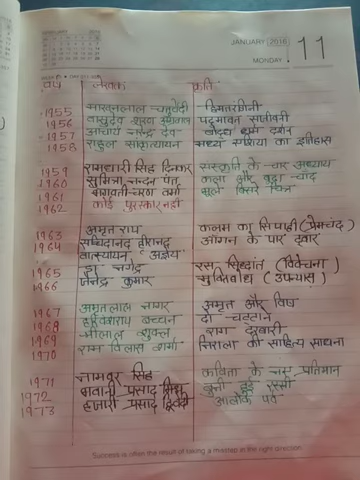 JANUARY 2016
MONDAY 11
वर्ष लेखक कृति
1955 माखनलाल चतुर्वेदी हिमतरंगिनी
1956 वासुदेव शरण अग्रवाल पद्मावत संजीवनी
1957 आचार्य नरेन्द्र देव बौद्ध धर्म दर्शन
1958 राहुल सांकृत्यायन मध्य एशिया का इतिहास
1959 रामधारी सिंह दिनकर संस्कृति के चार अध्याय
1960 सुमित्रा नन्दन पंत कला और बूढ़ा चांद
1961 भगवती चरण वर्मा भूले बिसरे चित्र
1962 कोई पुरस्कार नहीं
1963 अमृत राय कलम का सिपाही (प्रेमचंद)
1964 सच्चिदानंद हीरानंद आंगन के पार द्वार
वात्स्यायन अज्ञेय
1965 डा नगेन्द्र रस सिद्धांत (विवेचना)
1966 जैनेन्द्र कुमार मुक्तिबोध (उपन्यास)
1967 अमृतलाल नागर अमृत और विष
1968 हरिवंशराय बच्चन दो चट्टाने
1969 श्रीलाल शुक्ल राग दरबारी
1970 राम विलास शर्मा निराला की साहित्य साधना
1971 नामवर सिंह कविता के नए प्रतिमान
1972 भवानी प्रसाद मिश्र बुनी हुई रस्सी
1973 हजारी प्रसाद द्विवेदी आलोक पर्व
Success is often the result of taking a misstep in the right direction.